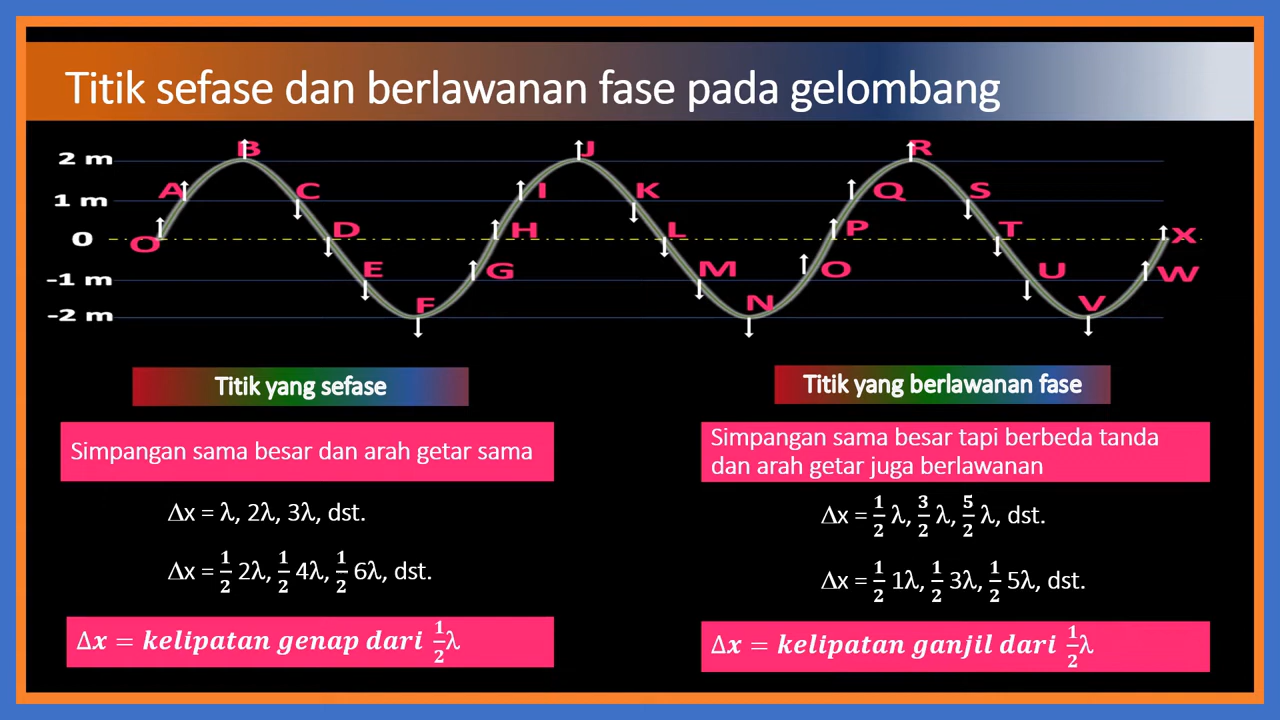 Titik sefase dan berlawanan fase pada gelombang
2 m
1 m
0
-1 m
-2 m
O A B C D E F G H I J K L M N O P Q R S T U V W X
Titik yang sefase
Simpangan sama besar dan arah getar sama
Δx = λ, 2λ, 3λ, dst.
Δx = 1/2 2λ, 1/2 4λ, 1/2 6λ, dst.
Δx = kelipatan genap dari 1/2 λ
Titik yang berlawanan fase
Simpangan sama besar tapi berbeda tanda
dan arah getar juga berlawanan
Δx = 1/2 λ, 3/2 λ, 5/2 λ, dst.
Δx = 1/2 1λ, 1/2 3λ, 1/2 5λ, dst.
Δx = kelipatan ganjil dari 1/2 λ